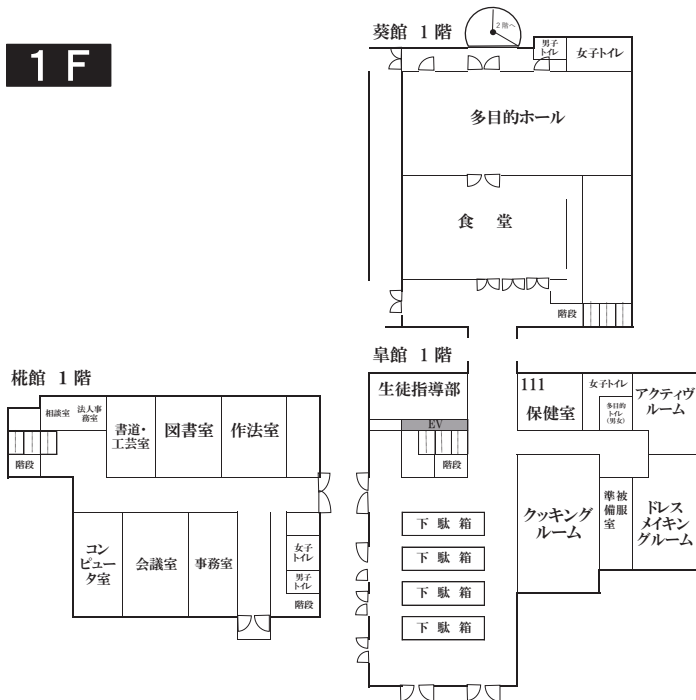 1F
葵館 1階
2階へ
男子
トイレ
女子トイレ
多目的ホール
食 堂
階段
皐館 1階
生徒指導部
EV
階段
111
保健室
女子トイレ
多目的
トイレ
(男女)
アクティヴ
ルーム
クッキング
ルーム
被服
準備室
ドレス
メイキン
グルーム
下 駄 箱
下 駄 箱
下 駄 箱
下 駄 箱
椛館 1階
相談室
法人事
務室
書道・
工芸室
図書室
作法室
階段
コン
ピュー
タ室
会議室
事務室
女子
トイレ
男子
トイレ
階段